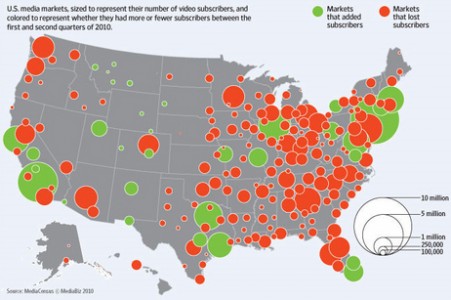 U.S. media markets, sized to represent their number of video subscribers, and
colored to represent whether they had more or fewer subscribers between the
first and second quarters of 2010.
Markets
that added
subscribers
Markets
that lost
subscribers
10 million
5 million
1 million
250,000
100,000
Source: MediaCensus © MediaBiz 2010